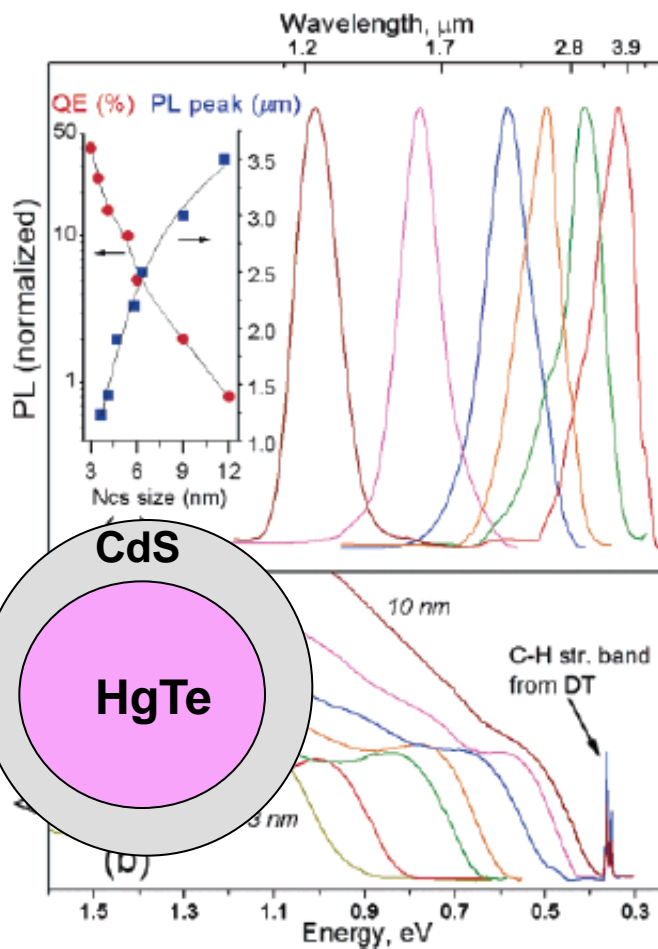 Wavelength, μm
1.2 1.7 2.8 3.9
QE (%) PL peak (μm)
50
10
1
3.5
3.0
2.5
2.0
1.5
1.0
3 6 9 12
Ncs size (nm)
PL (normalized)
CdS
HgTe
10 nm
C-H str. band
from DT
3 nm
(b)
1.5 1.3 1.1 0.9 0.7 0.5 0.3
Energy, eV